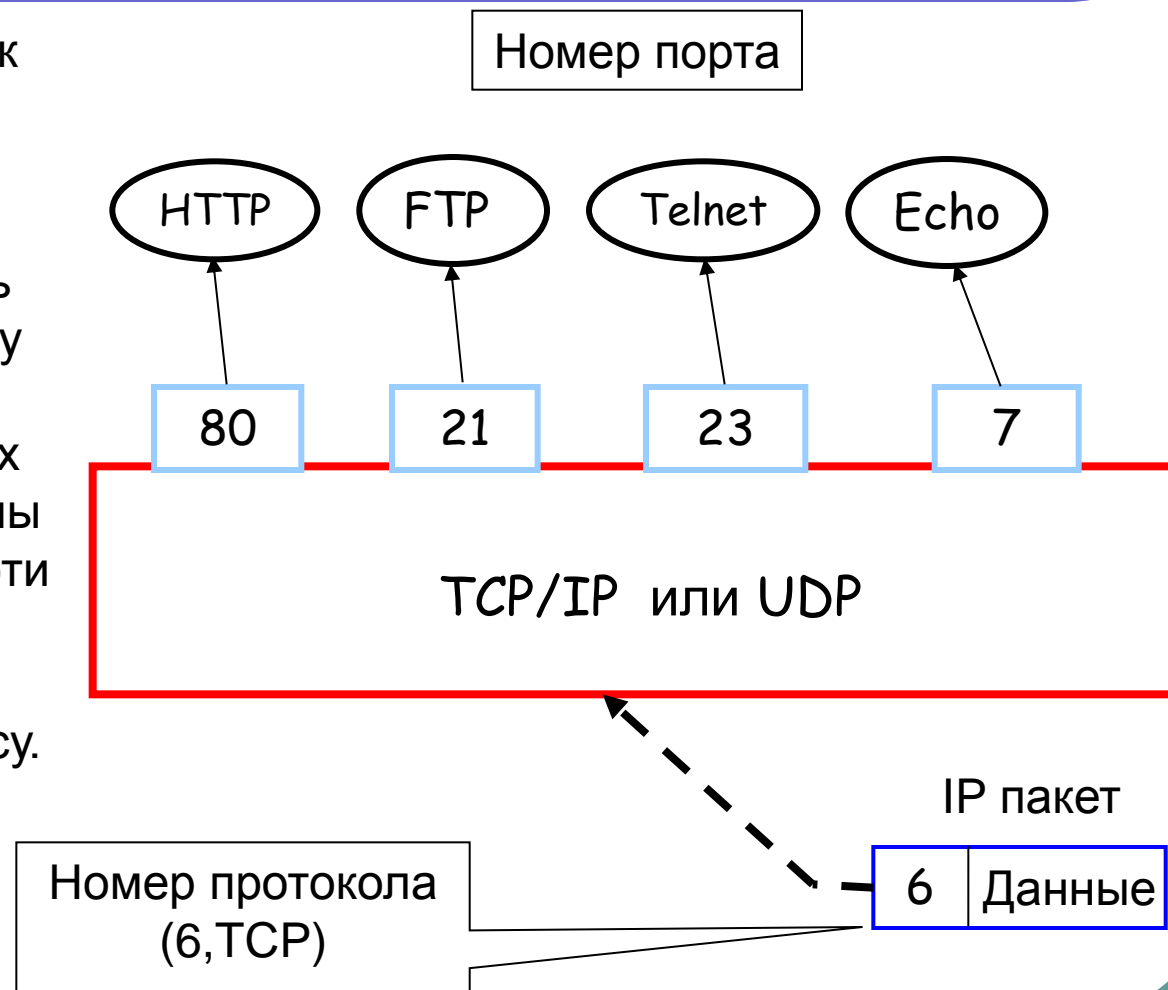 Номер порта
HTTP FTP Telnet Echo
80 21 23 7
TCP/IP или UDP
су.
IP пакет
6 Данные
Номер протокола
(6,TCP)